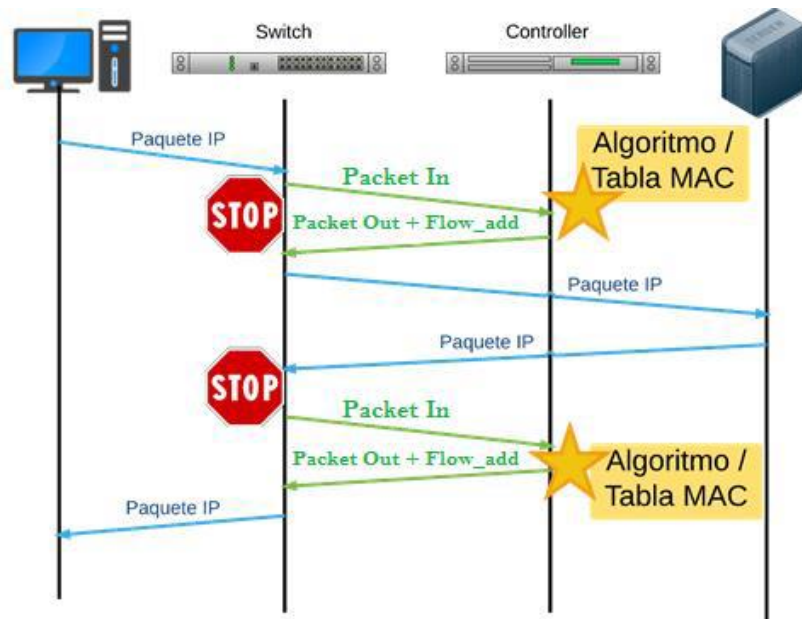 Switch
Controller
SERVER
Paquete IP
Algoritmo /
Tabla MAC
Packet In
STOP
Packet Out + Flow_add
Paquete IP
Paquete IP
STOP
Packet In
Packet Out + Flow_add
Algoritmo /
Tabla MAC
Paquete IP